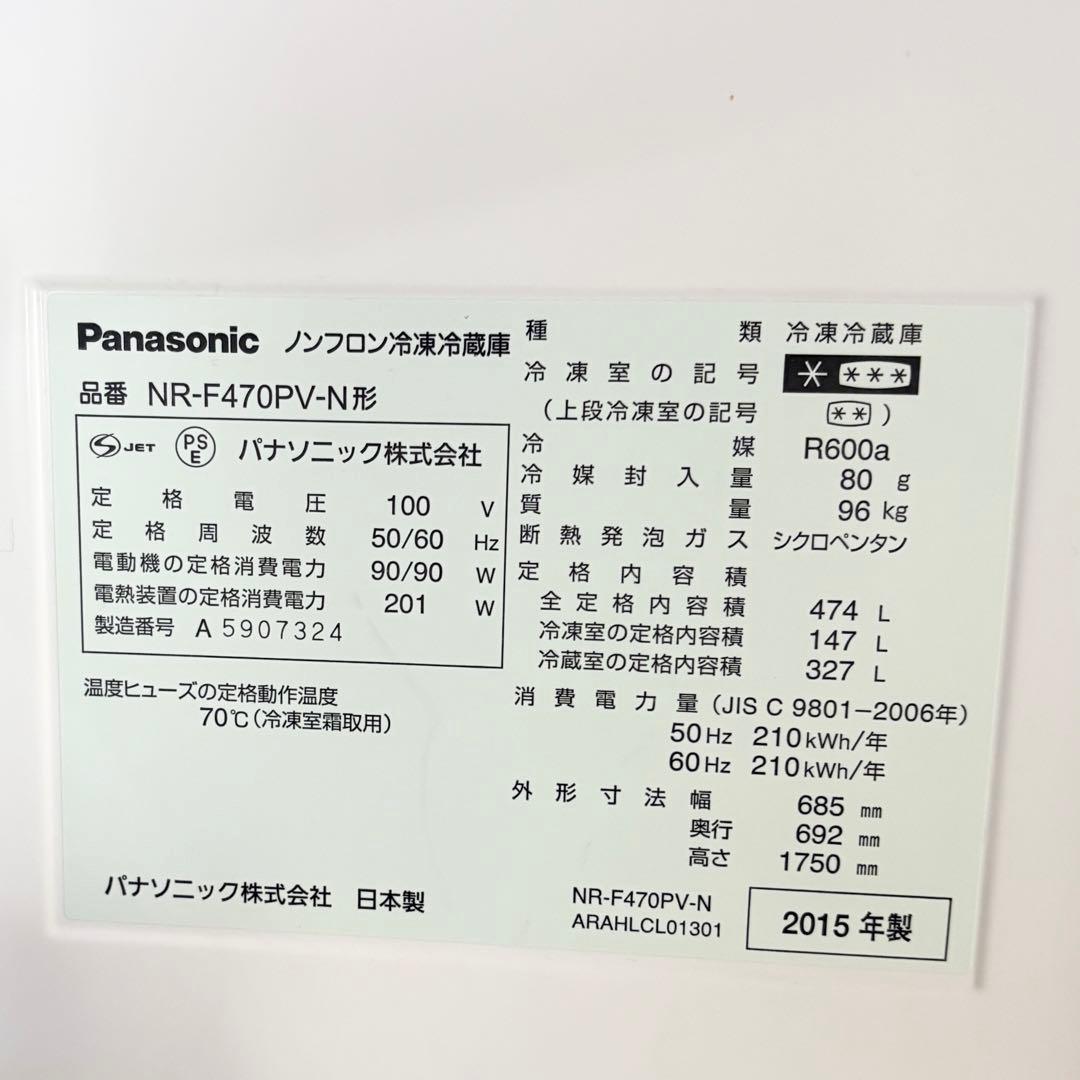 Panasonic ノンフロン冷凍冷蔵庫
品番 NR-F470PV-N形
S JET PS E パナソニック株式会社
定格電圧 100 V
定格周波数 50/60 Hz
電動機の定格消費電力 90/90 W
電熱装置の定格消費電力 201 W
製造番号 A 5907324
温度ヒューズの定格動作温度
70℃(冷凍室霜取用)
パナソニック株式会社 日本製
種類 冷凍冷蔵庫
冷凍室の記号 * ***
(上段冷凍室の記号 ** )
冷媒 R600a
冷媒封入量 80 g
質量 96 kg
断熱発泡ガス シクロペンタン
定格内容積
全定格内容積 474 L
冷凍室の定格内容積 147 L
冷蔵室の定格内容積 327 L
消費電力量 (JIS C 9801−2006年)
50Hz 210kWh/年
60Hz 210kWh/年
外形寸法 幅 685 mm
奥行 692 mm
高さ 1750 mm
NR-F470PV-N
ARAHLCL01301
2015 年製